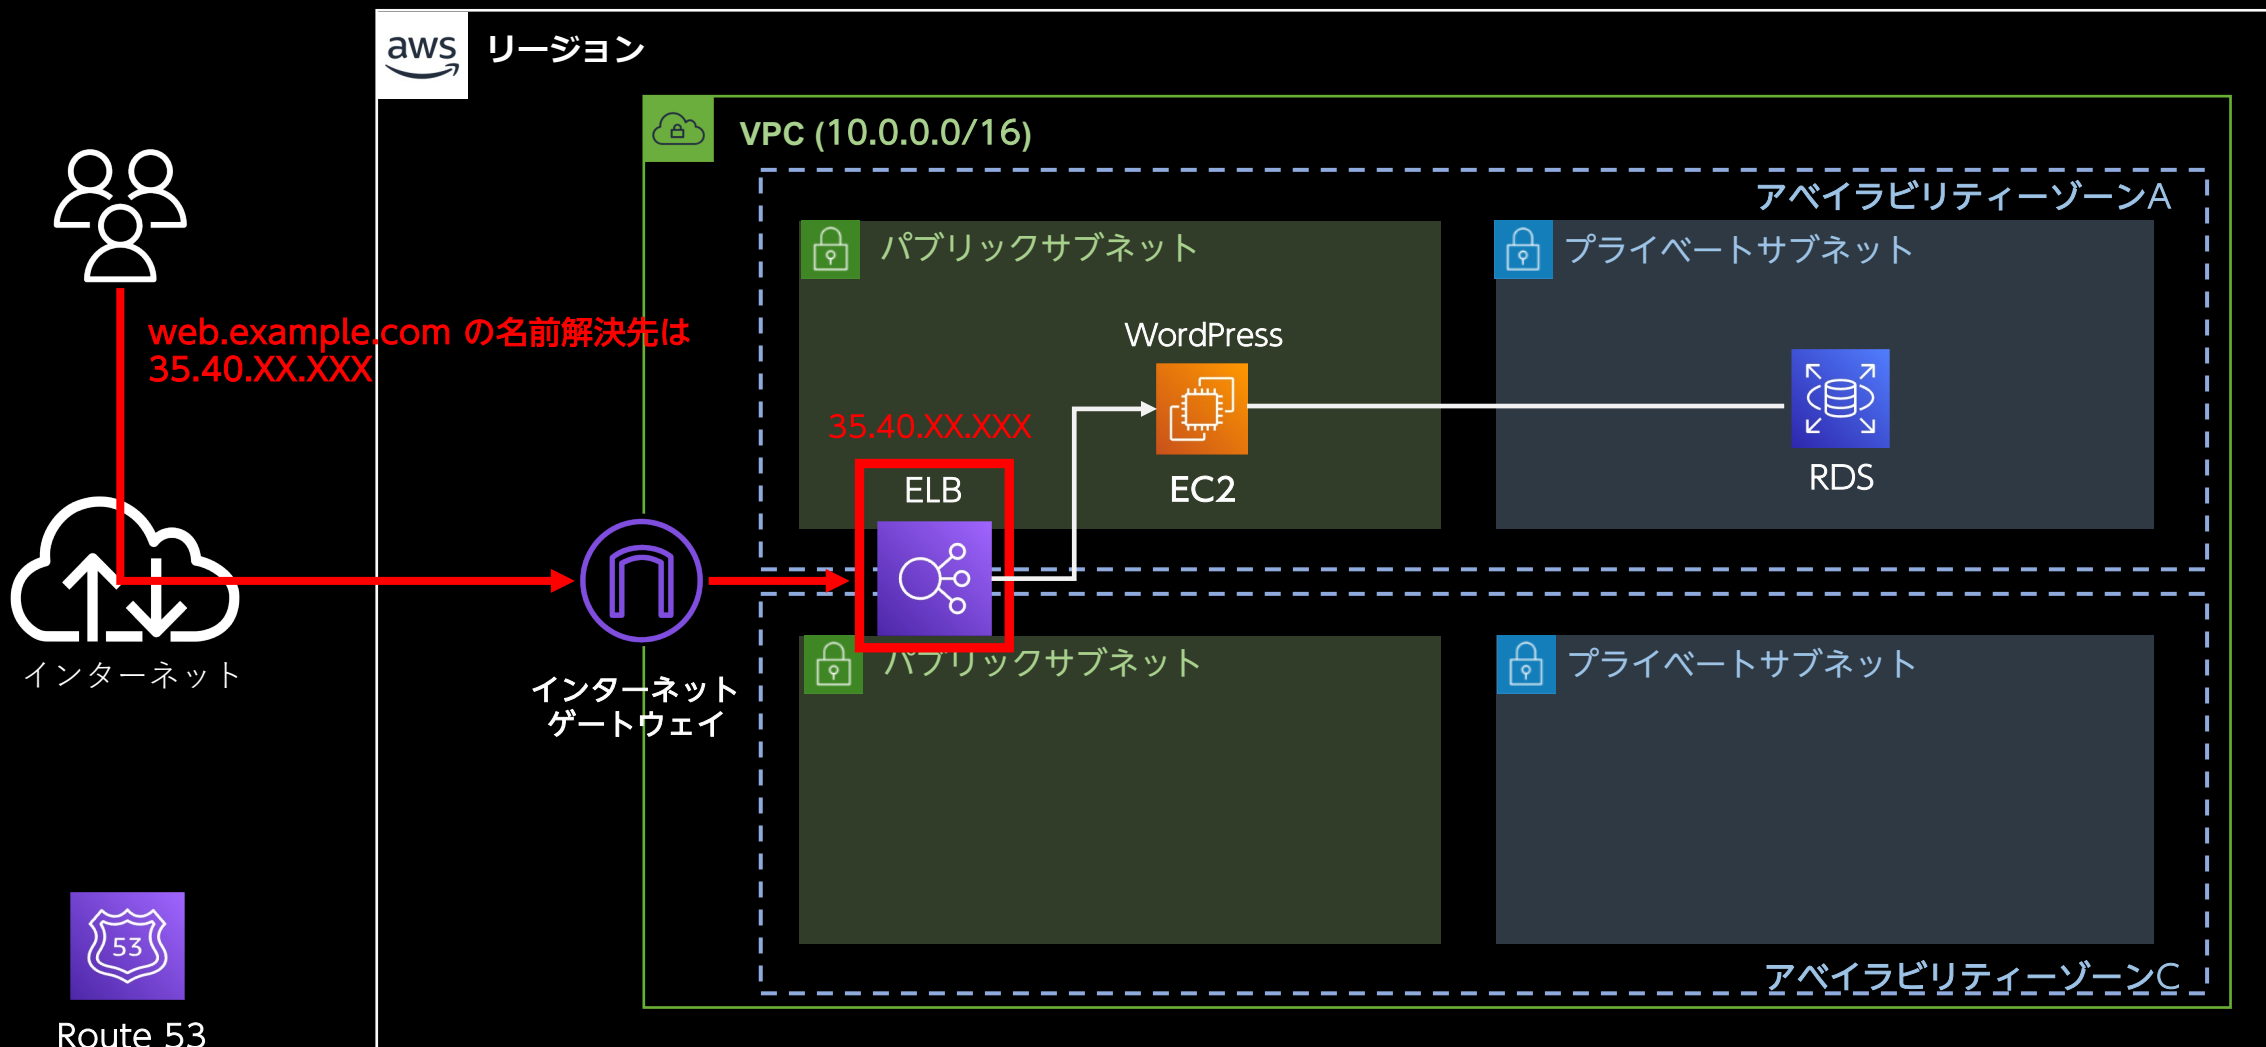 aws
リージョン
VPC (10.0.0.0/16)
アベイラビリティーゾーンA
パブリックサブネット
プライベートサブネット
web.example.com の名前解決先は
35.40.XX.XXX
WordPress
35.40.XX.XXX
ELB
EC2
RDS
インターネット
インターネット
ゲートウェイ
パブリックサブネット
プライベートサブネット
53
アベイラビリティーゾーンC
Route 53